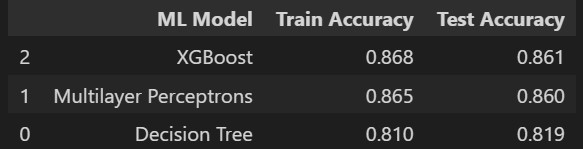 ML Model Train Accuracy Test Accuracy
2 XGBoost 0.868 0.861
1 Multilayer Perceptrons 0.865 0.860
0 Decision Tree 0.810 0.819